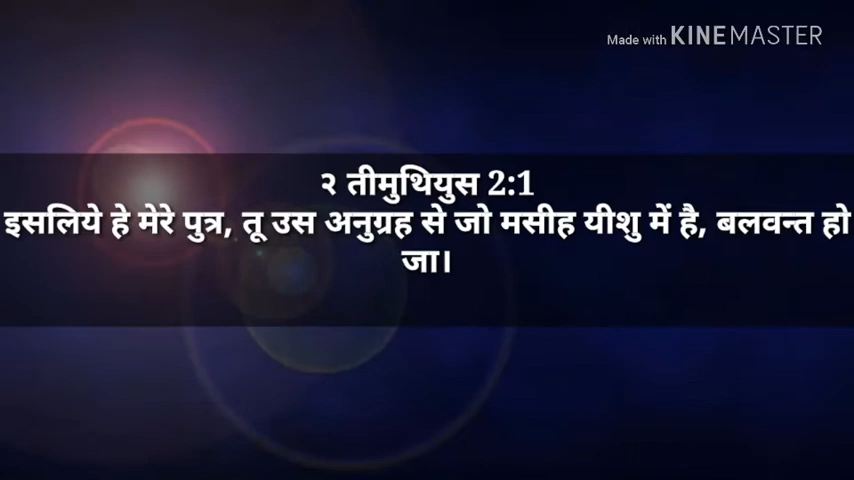 Made with KINEMASTER
२ तीमुथियुस 2:1
इसलिये हे मेरे पुत्र, तू उस अनुग्रह से जो मसीह यीशु में है, बलवन्त हो
जा।